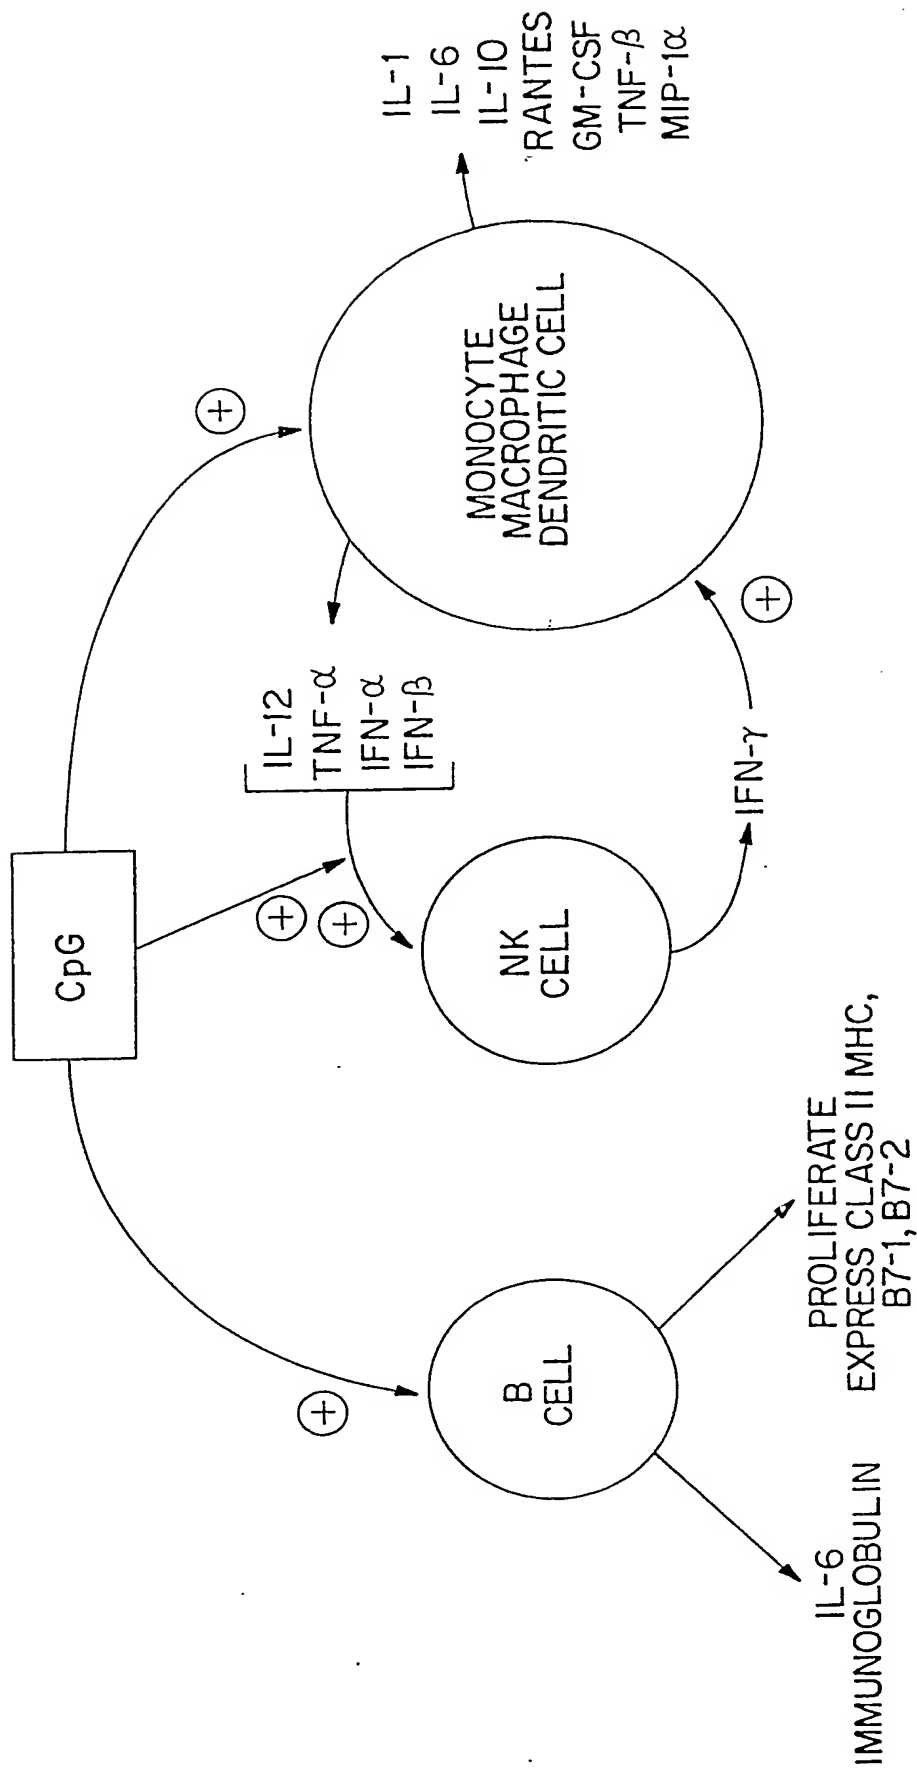 CpG
+
+
+
+
IL-12
TNF-α
IFN-α
IFN-β
B
CELL
NK
CELL
MONOCYTE
MACROPHAGE
DENDRITIC CELL
IL-1
IL-6
IL-10
RANTES
GM-CSF
TNF-β
MIP-1α
IFN-γ
+
IL-6
IMMUNOGLOBULIN
PROLIFERATE
EXPRESS CLASS II MHC,
B7-1, B7-2